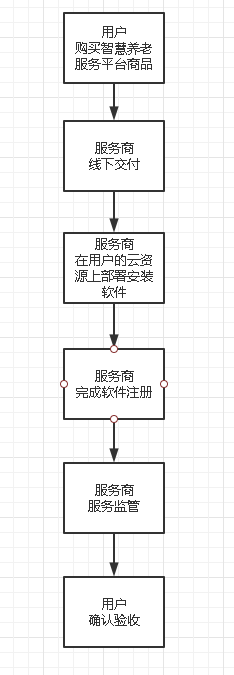 用户
购买智慧养老
服务平台商品
服务商
线下交付
服务商
在用户的云资
源上部署安装
软件
服务商
完成软件注册
服务商
服务监管
用户
确认验收